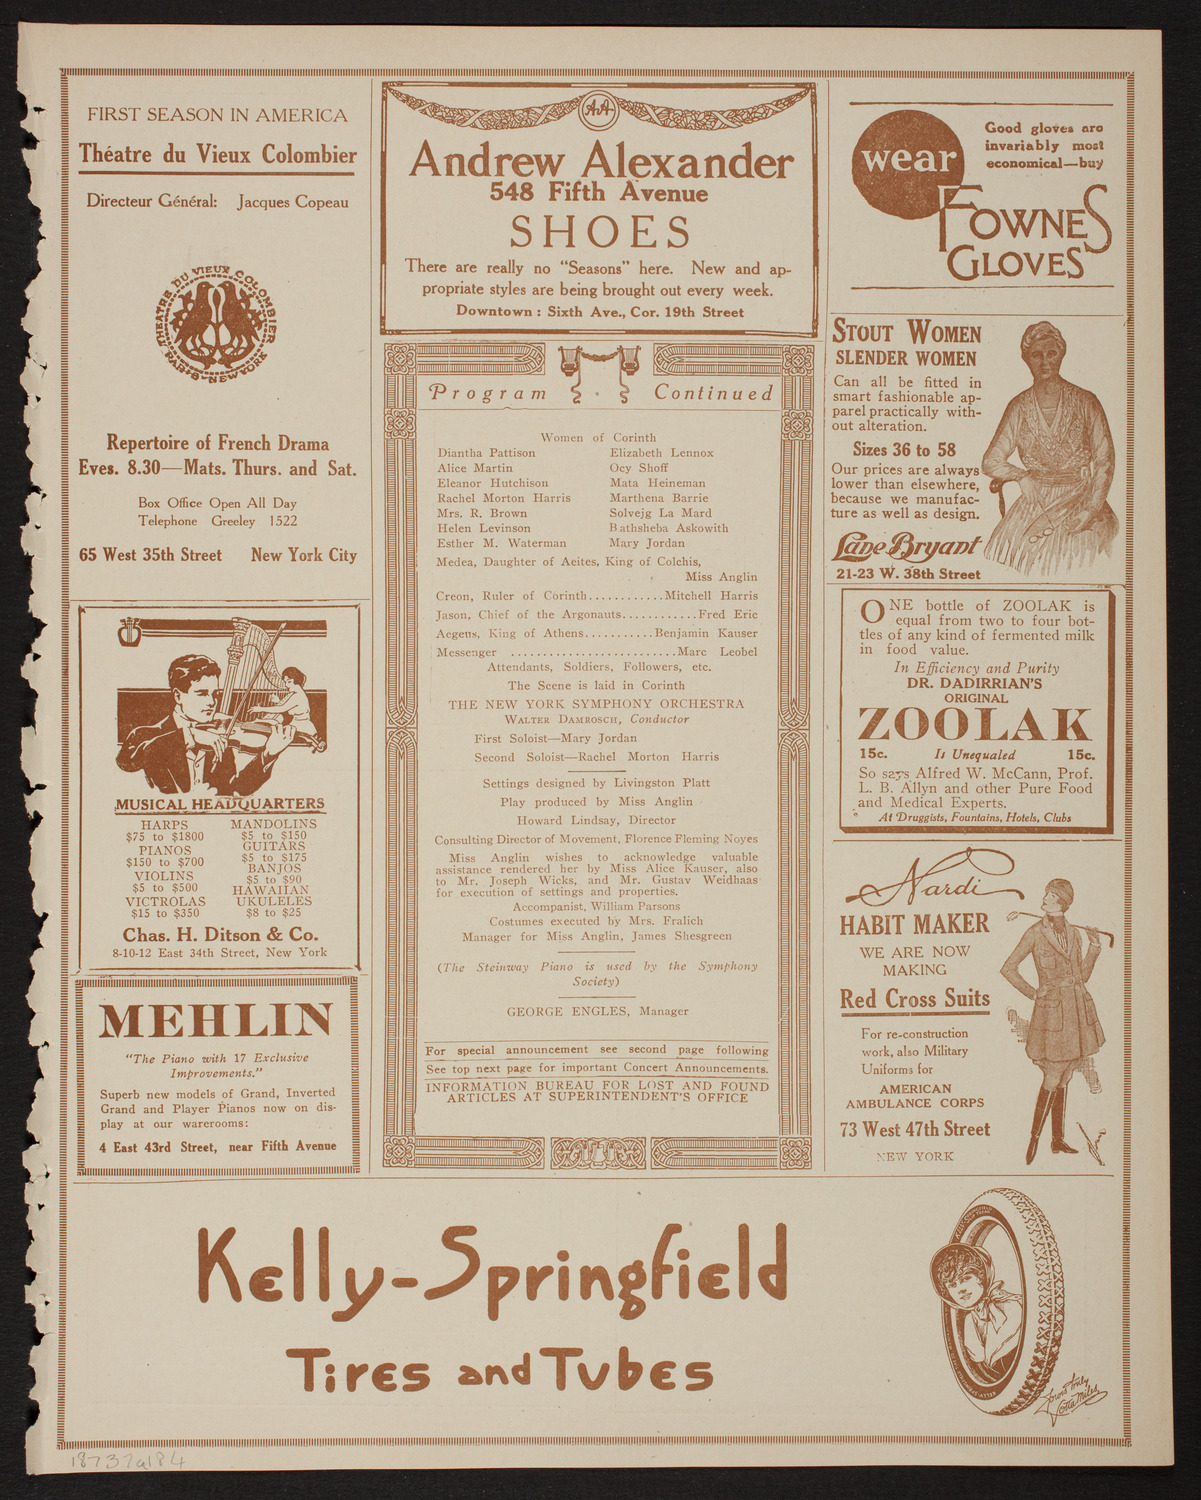 FIRST SEASON IN AMERICA
Théatre du Vieux Colombier
Directeur Général: Jacques Copeau
THEATRE DU VIEUX COLOMBIER
PARIS NEW YORK
Repertoire of French Drama
Eves. 8.30—Mats. Thurs. and Sat.
Box Office Open All Day
Telephone Greeley 1522
65 West 35th Street New York City
MUSICAL HEADQUARTERS
HARPS
$75 to $1800
PIANOS
$150 to $700
VIOLINS
$5 to $500
VICTROLAS
$15 to $350
MANDOLINS
$5 to $150
GUITARS
$5 to $175
BANJOS
$5 to $90
HAWAIIAN
UKULELES
$8 to $25
Chas. H. Ditson & Co.
8-10-12 East 34th Street, New York
MEHLIN
"The Piano with 17 Exclusive
Improvements."
Superb new models of Grand, Inverted
Grand and Player Pianos now on dis-
play at our warerooms:
4 East 43rd Street, near Fifth Avenue
AA
Andrew Alexander
548 Fifth Avenue
SHOES
There are really no "Seasons" here. New and ap-
propriate styles are being brought out every week.
Downtown: Sixth Ave., Cor. 19th Street
Program Continued
Women of Corinth
Diantha Pattison Elizabeth Lennox
Alice Martin Ocy Shoff
Eleanor Hutchison Mata Heineman
Rachel Morton Harris Marthena Barrie
Mrs. R. Brown Solvejg La Mard
Helen Levinson Bathsheba Askowith
Esther M. Waterman Mary Jordan
Medea, Daughter of Aeites, King of Colchis,
Miss Anglin
Creon, Ruler of Corinth............Mitchell Harris
Jason, Chief of the Argonauts............Fred Eric
Aegeus, King of Athens...........Benjamin Kauser
Messenger ..........................Marc Leobel
Attendants, Soldiers, Followers, etc.
The Scene is laid in Corinth
THE NEW YORK SYMPHONY ORCHESTRA
WALTER DAMROSCH, Conductor
First Soloist—Mary Jordan
Second Soloist—Rachel Morton Harris
Settings designed by Livingston Platt
Play produced by Miss Anglin
Howard Lindsay, Director
Consulting Director of Movement, Florence Fleming Noyes
Miss Anglin wishes to acknowledge valuable
assistance rendered her by Miss Alice Kauser, also
to Mr. Joseph Wicks, and Mr. Gustav Weidhaas
for execution of settings and properties.
Accompanist, William Parsons
Costumes executed by Mrs. Fralich
Manager for Miss Anglin, James Shesgreen
(The Steinway Piano is used by the Symphony
Society)
GEORGE ENGLES, Manager
For special announcement see second page following
See top next page for important Concert Announcements.
INFORMATION BUREAU FOR LOST AND FOUND
ARTICLES AT SUPERINTENDENT'S OFFICE
wear
Good gloves are
invariably most
economical—buy
FOWNES
GLOVES
STOUT WOMEN
SLENDER WOMEN
Can all be fitted in
smart fashionable ap-
parel practically with-
out alteration.
Sizes 36 to 58
Our prices are always
lower than elsewhere,
because we manufac-
ture as well as design.
Lane Bryant
21-23 W. 38th Street
ONE bottle of ZOOLAK is
equal from two to four bot-
tles of any kind of fermented milk
in food value.
In Efficiency and Purity
DR. DADIRRIAN'S
ORIGINAL
ZOOLAK
15c. Is Unequaled 15c.
So says Alfred W. McCann, Prof.
L. B. Allyn and other Pure Food
and Medical Experts.
At Druggists, Fountains, Hotels, Clubs
Nardi
HABIT MAKER
WE ARE NOW
MAKING
Red Cross Suits
For re-construction
work, also Military
Uniforms for
AMERICAN
AMBULANCE CORPS
73 West 47th Street
NEW YORK
Kelly-Springfield
Tires and Tubes
Yours truly
Lotta Miles
18737a184